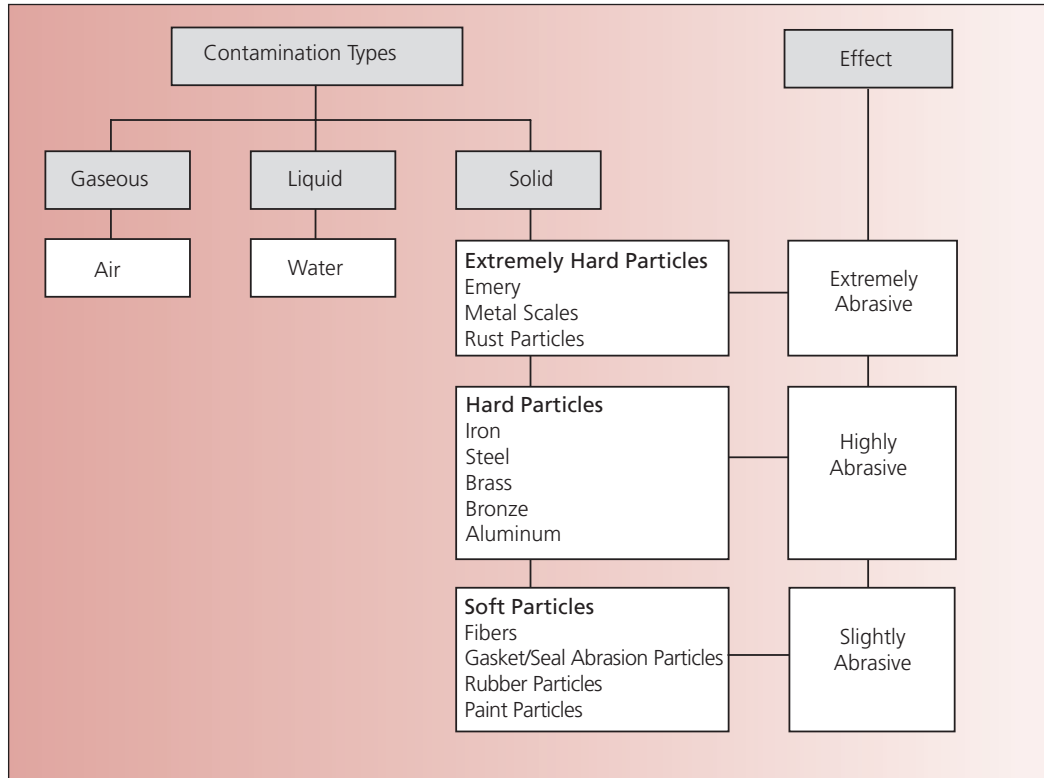 Contamination Types
Effect
Gaseous
Liquid
Solid
Air
Water
Extremely Hard Particles
Emery
Metal Scales
Rust Particles
Extremely
Abrasive
Hard Particles
Iron
Steel
Brass
Bronze
Aluminum
Highly
Abrasive
Soft Particles
Fibers
Gasket/Seal Abrasion Particles
Rubber Particles
Paint Particles
Slightly
Abrasive